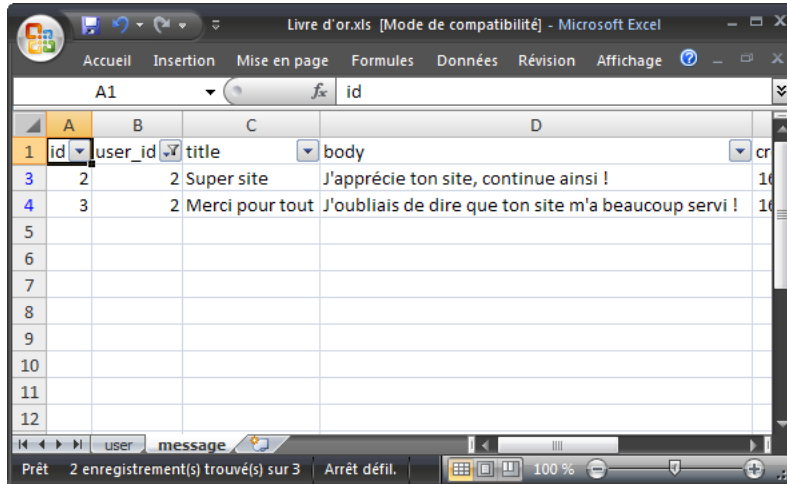 Livre d'or.xls [Mode de compatibilité] - Microsoft Excel
Accueil Insertion Mise en page Formules Données Révision Affichage
A1 fx id
A B C D
1 id user_id title body cr
3 2 2 Super site J'apprécie ton site, continue ainsi ! 16
4 3 2 Merci pour tout J'oubliais de dire que ton site m'a beaucoup servi ! 16
5
6
7
8
9
10
11
12
user message
Prêt 2 enregistrement(s) trouvé(s) sur 3 Arrêt défil. 100 %